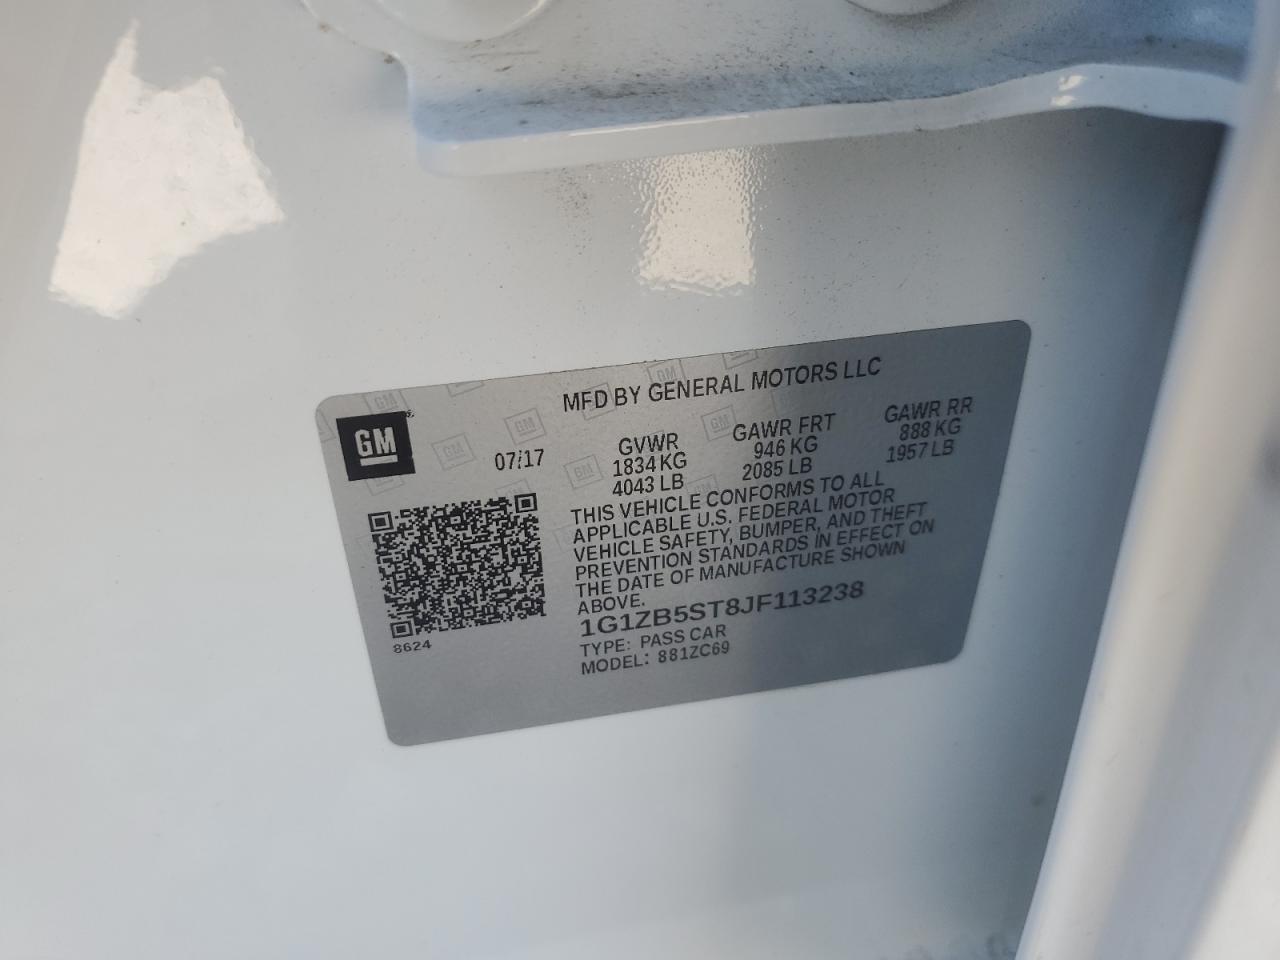 MFD BY GENERAL MOTORS LLC
GM
07/17
GVWR
1834 KG
4043 LB
GAWR FRT
946 KG
2085 LB
GAWR RR
888 KG
1957 LB
THIS VEHICLE CONFORMS TO ALL
APPLICABLE U.S. FEDERAL MOTOR
VEHICLE SAFETY, BUMPER, AND THEFT
PREVENTION STANDARDS IN EFFECT ON
THE DATE OF MANUFACTURE SHOWN
ABOVE.
1G1ZB5ST8JF113238
TYPE: PASS CAR
MODEL: 881ZC69
8624